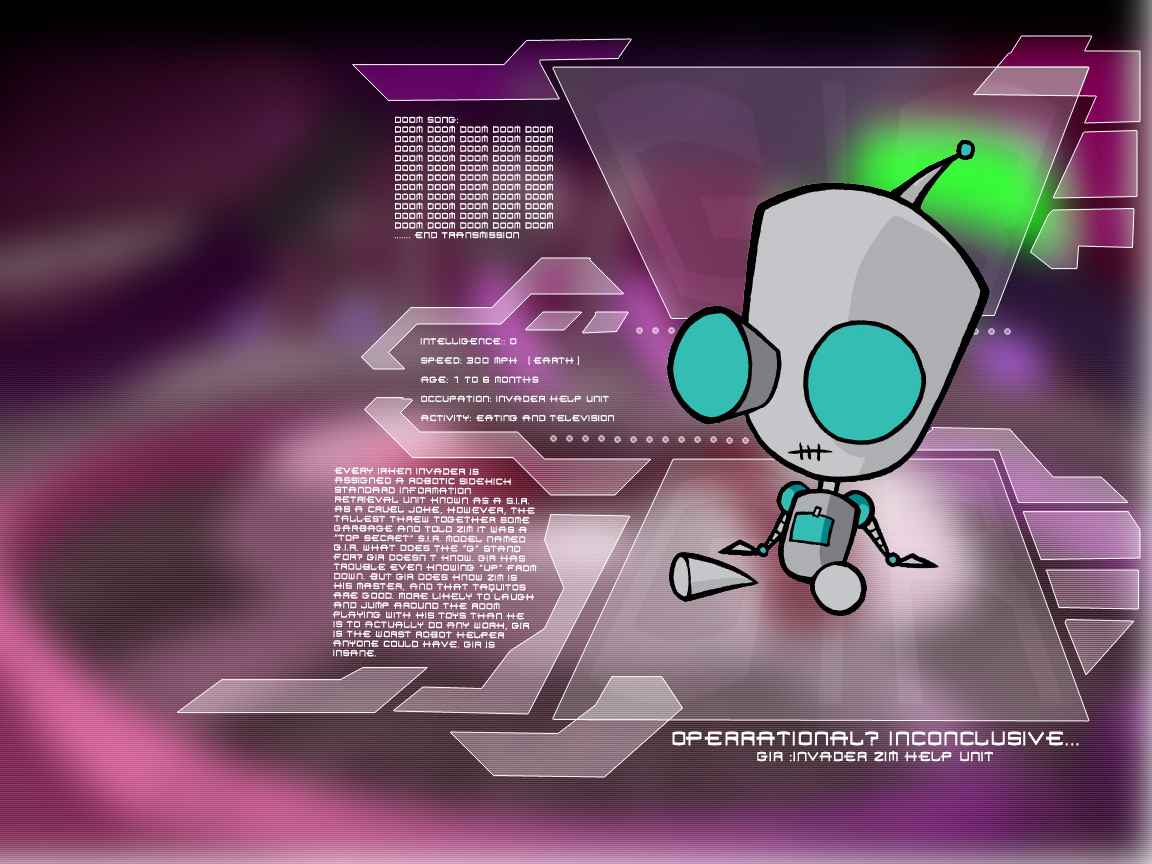 DOOM SONG:
DOOM DOOM DOOM DOOM DOOM
DOOM DOOM DOOM DOOM DOOM
DOOM DOOM DOOM DOOM DOOM
DOOM DOOM DOOM DOOM DOOM
DOOM DOOM DOOM DOOM DOOM
DOOM DOOM DOOM DOOM DOOM
DOOM DOOM DOOM DOOM DOOM
DOOM DOOM DOOM DOOM DOOM
DOOM DOOM DOOM DOOM DOOM
DOOM DOOM DOOM DOOM DOOM
DOOM DOOM DOOM DOOM DOOM
....... END TRANSMISSION
INTELLIGENCE:: 0
SPEED: 300 MPH (EARTH)
AGE: 1 TO 6 MONTHS
OCCUPATION: INVADER HELP UNIT
ACTIVITY: EATING AND TELEVISION
EVERY IRKEN INVADER IS
ASSIGNED A ROBOTIC SIDEKICK
STANDARD INFORMATION
RETRIEVAL UNIT KNOWN AS A S.I.R.
AS A CRUEL JOKE, HOWEVER, THE
TALLEST THREW TOGETHER SOME
GARBAGE AND TOLD ZIM IT WAS A
"TOP SECRET" S.I.R. MODEL NAMED
G.I.R. WHAT DOES THE "G" STAND
FOR? GIR DOESN T KNOW. GIR HAS
TROUBLE EVEN KNOWING "UP" FROM
DOWN. BUT GIR DOES KNOW ZIM IS
HIS MASTER, AND THAT TAQUITOS
ARE GOOD. MORE LIKELY TO LAUGH
AND JUMP AROUND THE ROOM
PLAYING WITH HIS TOYS THAN HE
IS TO ACTUALLY DO ANY WORK, GIR
IS THE WORST ROBOT HELPER
ANYONE COULD HAVE. GIR IS
INSANE.
OPERRATIONAL? INCONCLUSIVE...
GIR :INVADER ZIM HELP UNIT